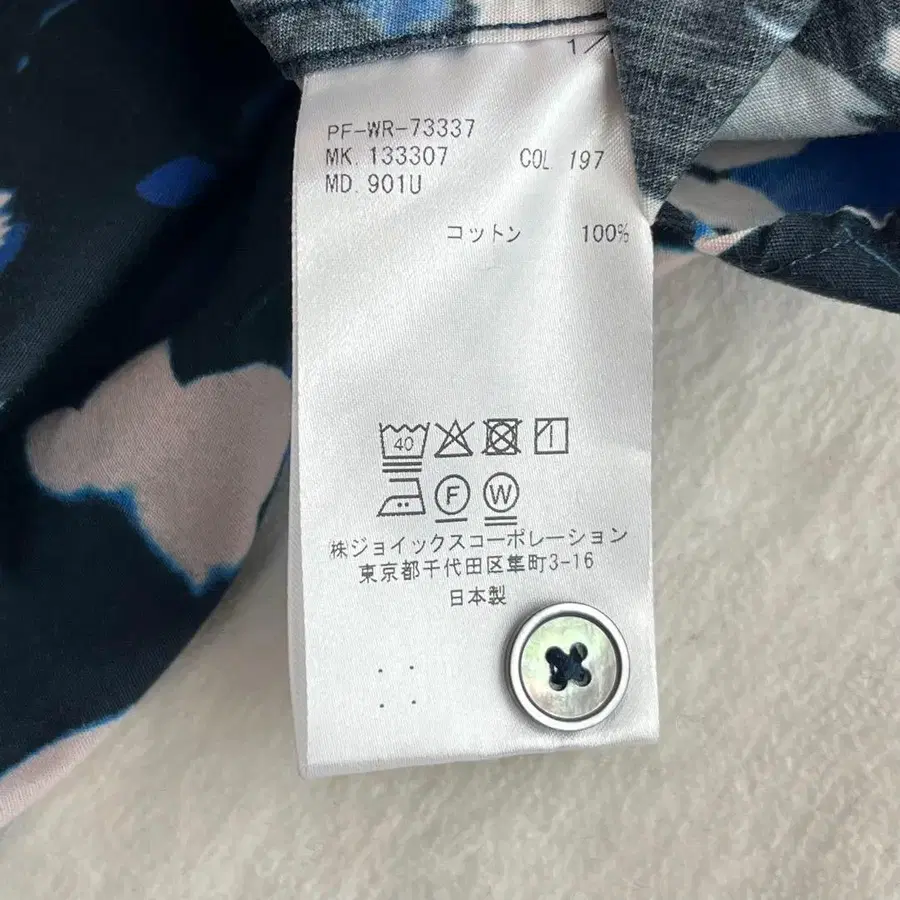 1/
PF-WR-73337
MK. 133307 COL 197
MD. 901U
コットン 100%
40
F W
㈱ジョイックスコーポレーション
東京都千代田区隼町3-16
日本製